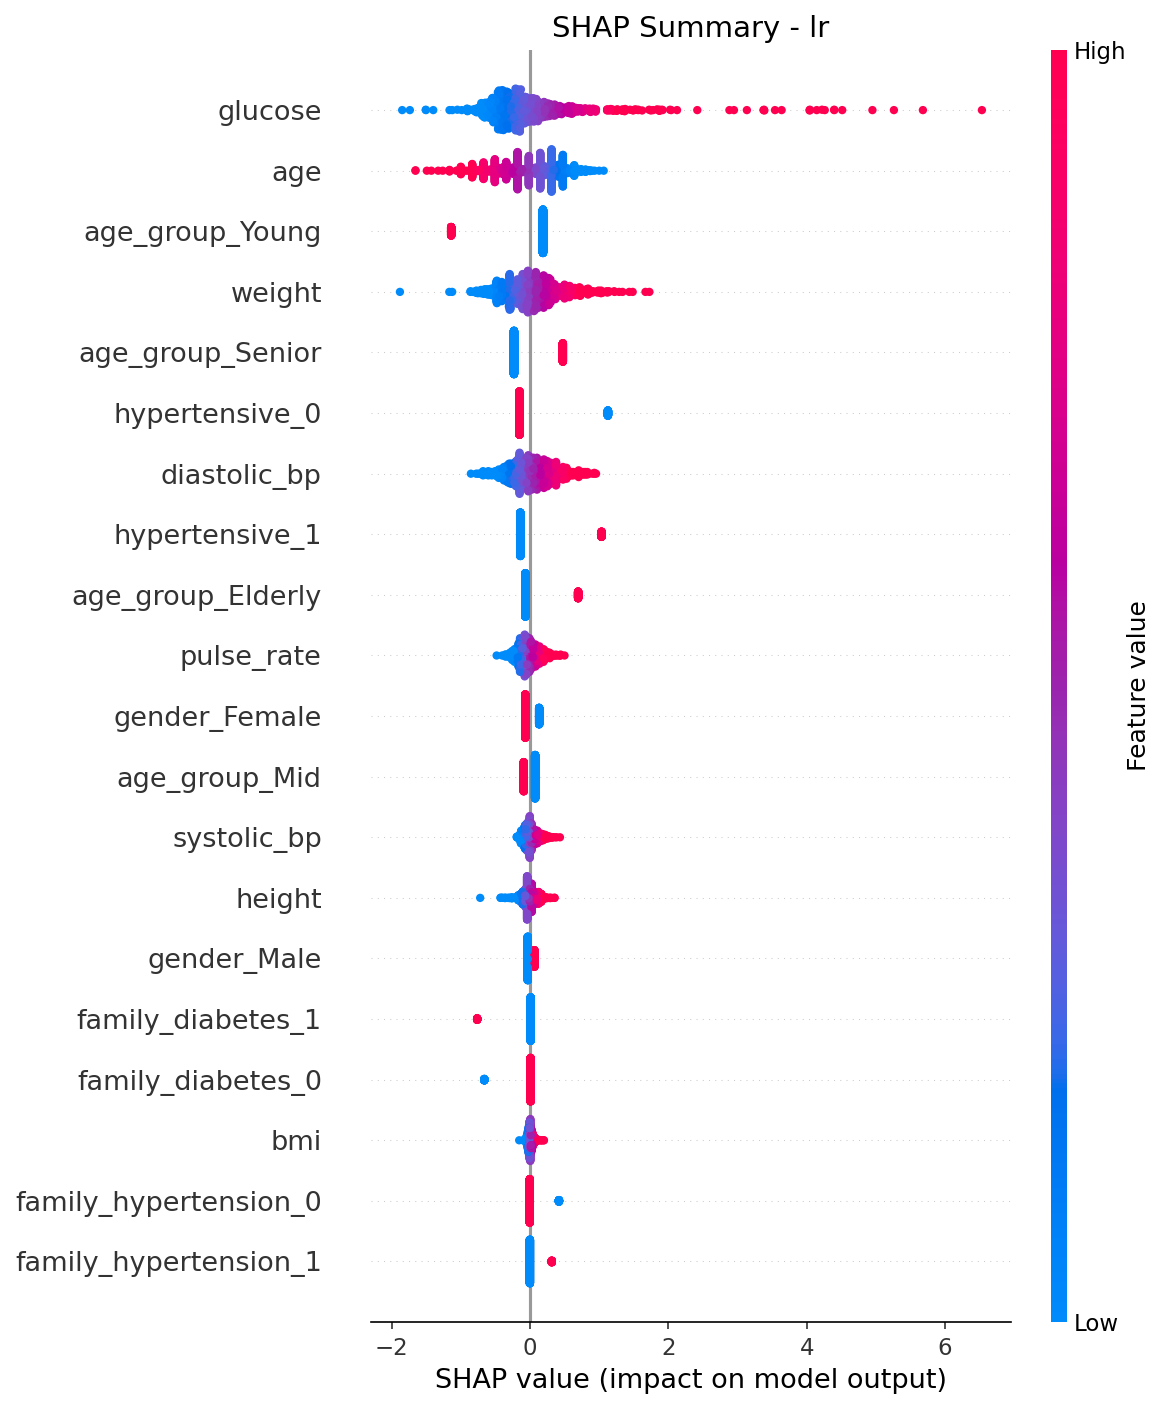 SHAP Summary - lr
High
glucose
age
age_group_Young
weight
age_group_Senior
hypertensive_0
diastolic_bp
hypertensive_1
age_group_Elderly
pulse_rate
gender_Female
age_group_Mid
systolic_bp
height
gender_Male
family_diabetes_1
family_diabetes_0
bmi
family_hypertension_0
family_hypertension_1
Feature value
Low
−2 0 2 4 6
SHAP value (impact on model output)